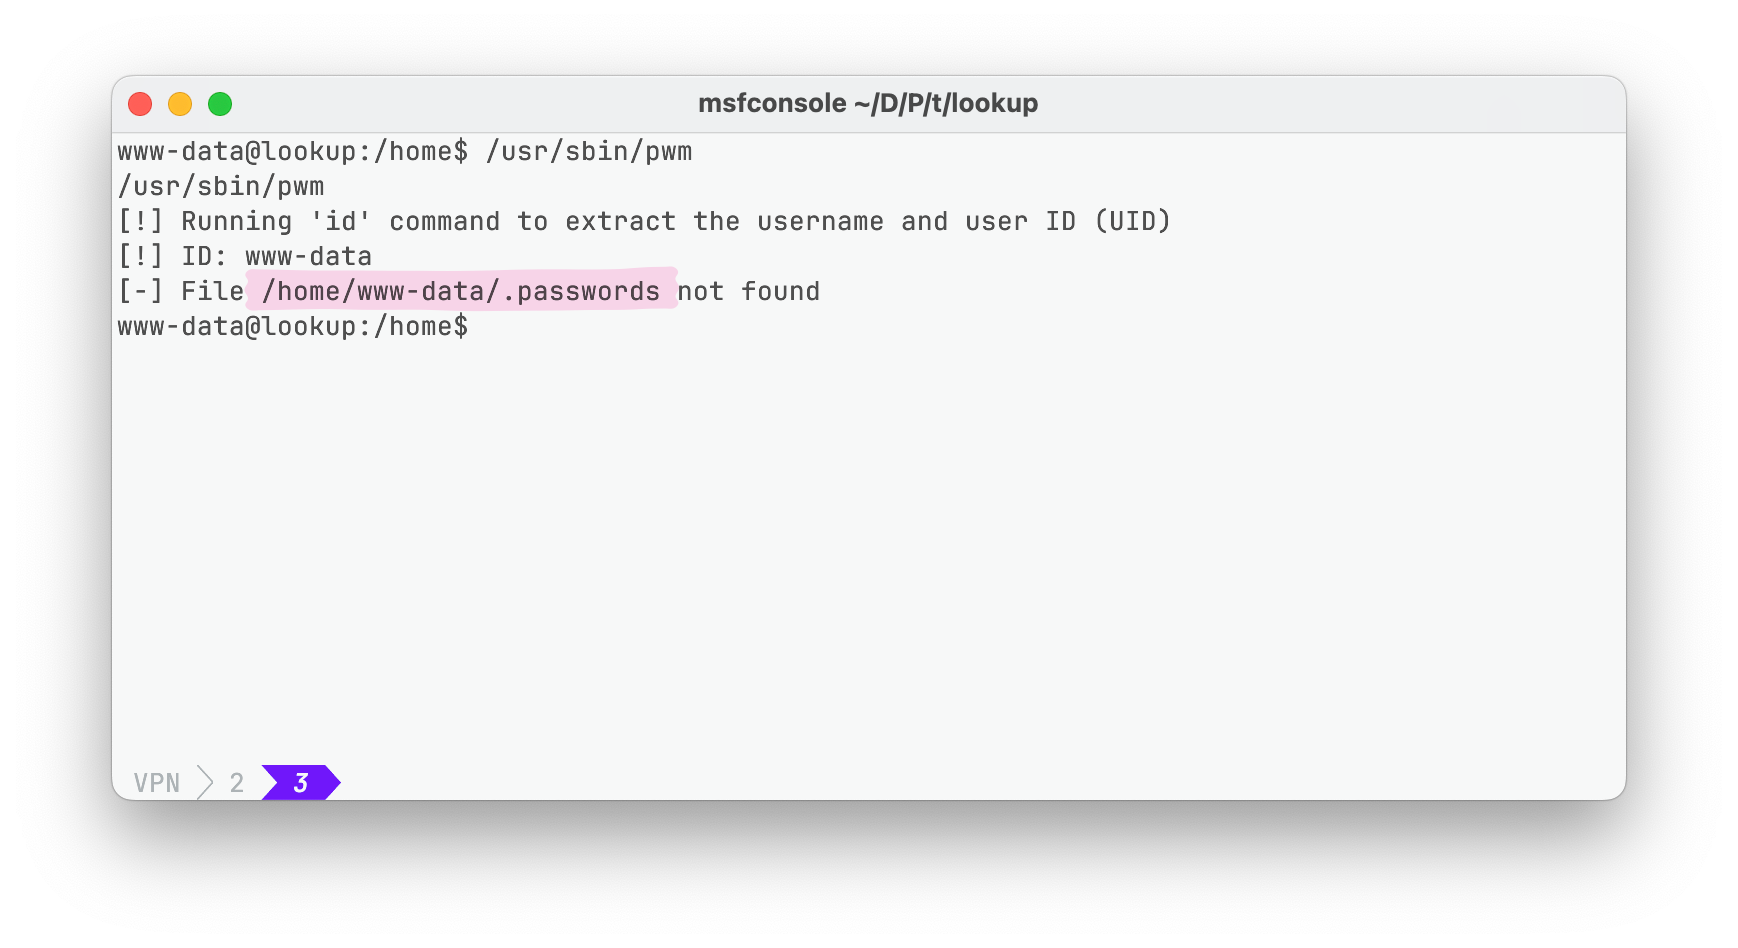 msfconsole ~/D/P/t/lookup
www-data@lookup:/home$ /usr/sbin/pwm
/usr/sbin/pwm
[!] Running 'id' command to extract the username and user ID (UID)
[!] ID: www-data
[-] File /home/www-data/.passwords not found
www-data@lookup:/home$
VPN 2 3